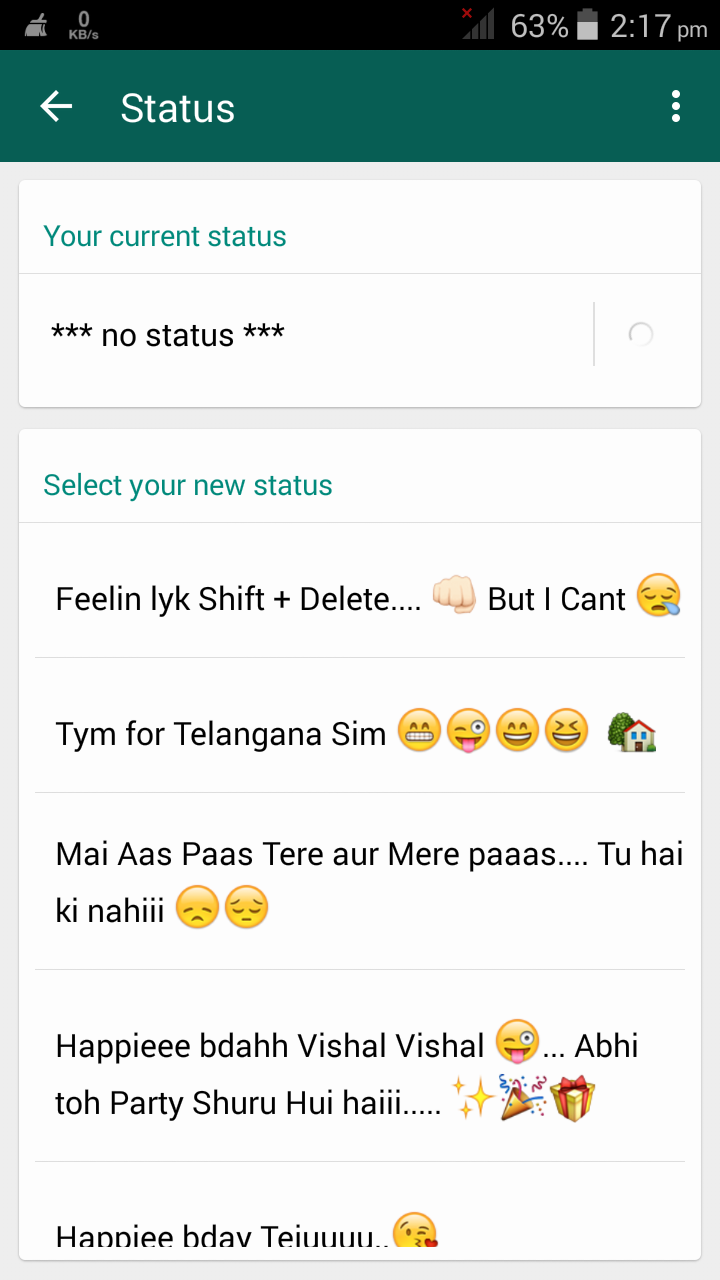 0
KB/s
63% 2:17 pm
Status
Your current status
*** no status ***
Select your new status
Feelin lyk Shift + Delete.... 👊🏻 But I Cant 😪
Tym for Telangana Sim 😁😜😄😆 🏡
Mai Aas Paas Tere aur Mere paaas.... Tu hai
ki nahiii 😞😔
Happieee bdahh Vishal Vishal 😜... Abhi
toh Party Shuru Hui haiii..... ✨🎉🎁
Happiee bday Tejuuuu..😘